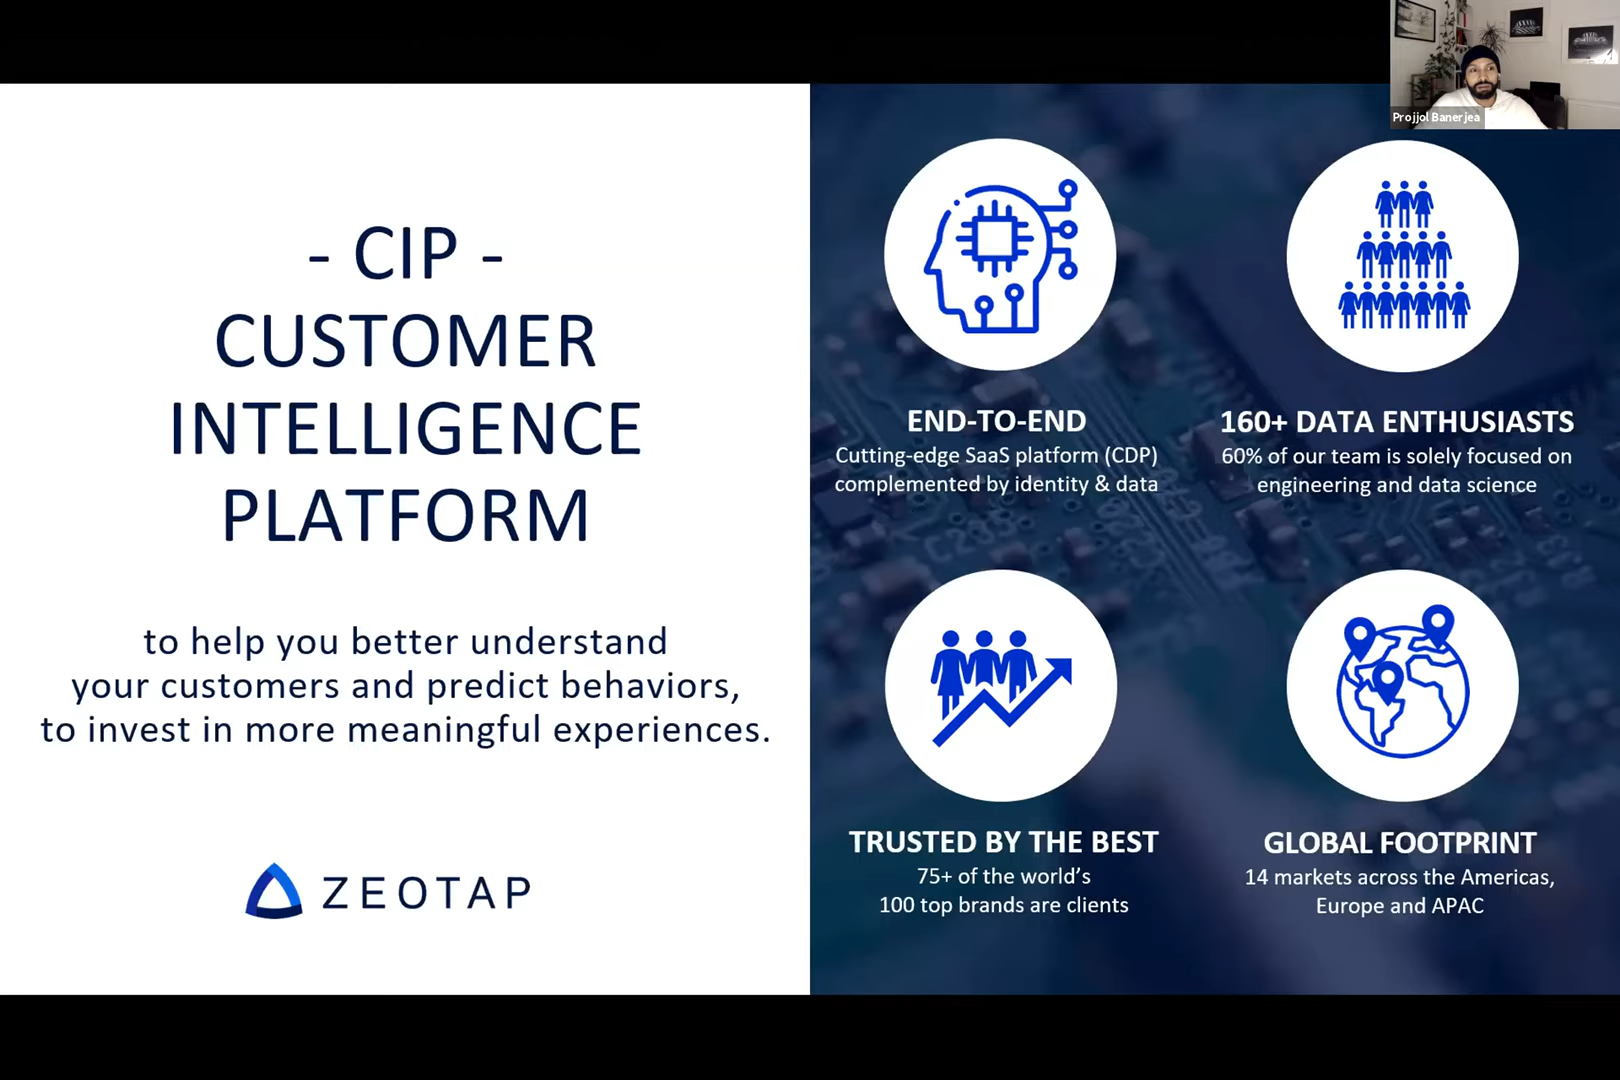 Projjol Banerjea
- CIP -
CUSTOMER
INTELLIGENCE
PLATFORM
to help you better understand
your customers and predict behaviors,
to invest in more meaningful experiences.
ZEOTAP
END-TO-END
Cutting-edge SaaS platform (CDP)
complemented by identity & data
160+ DATA ENTHUSIASTS
60% of our team is solely focused on
engineering and data science
TRUSTED BY THE BEST
75+ of the world's
100 top brands are clients
GLOBAL FOOTPRINT
14 markets across the Americas,
Europe and APAC